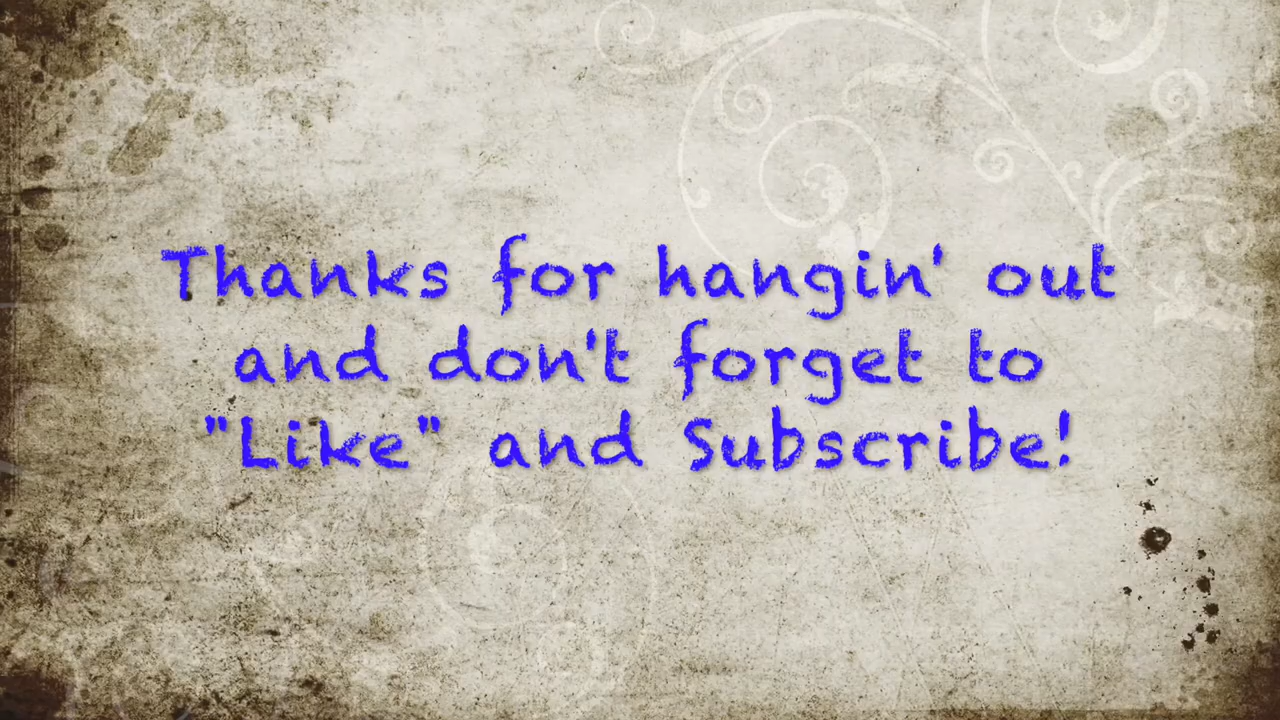 Thanks for hangin' out
and don't forget to
"Like" and Subscribe!